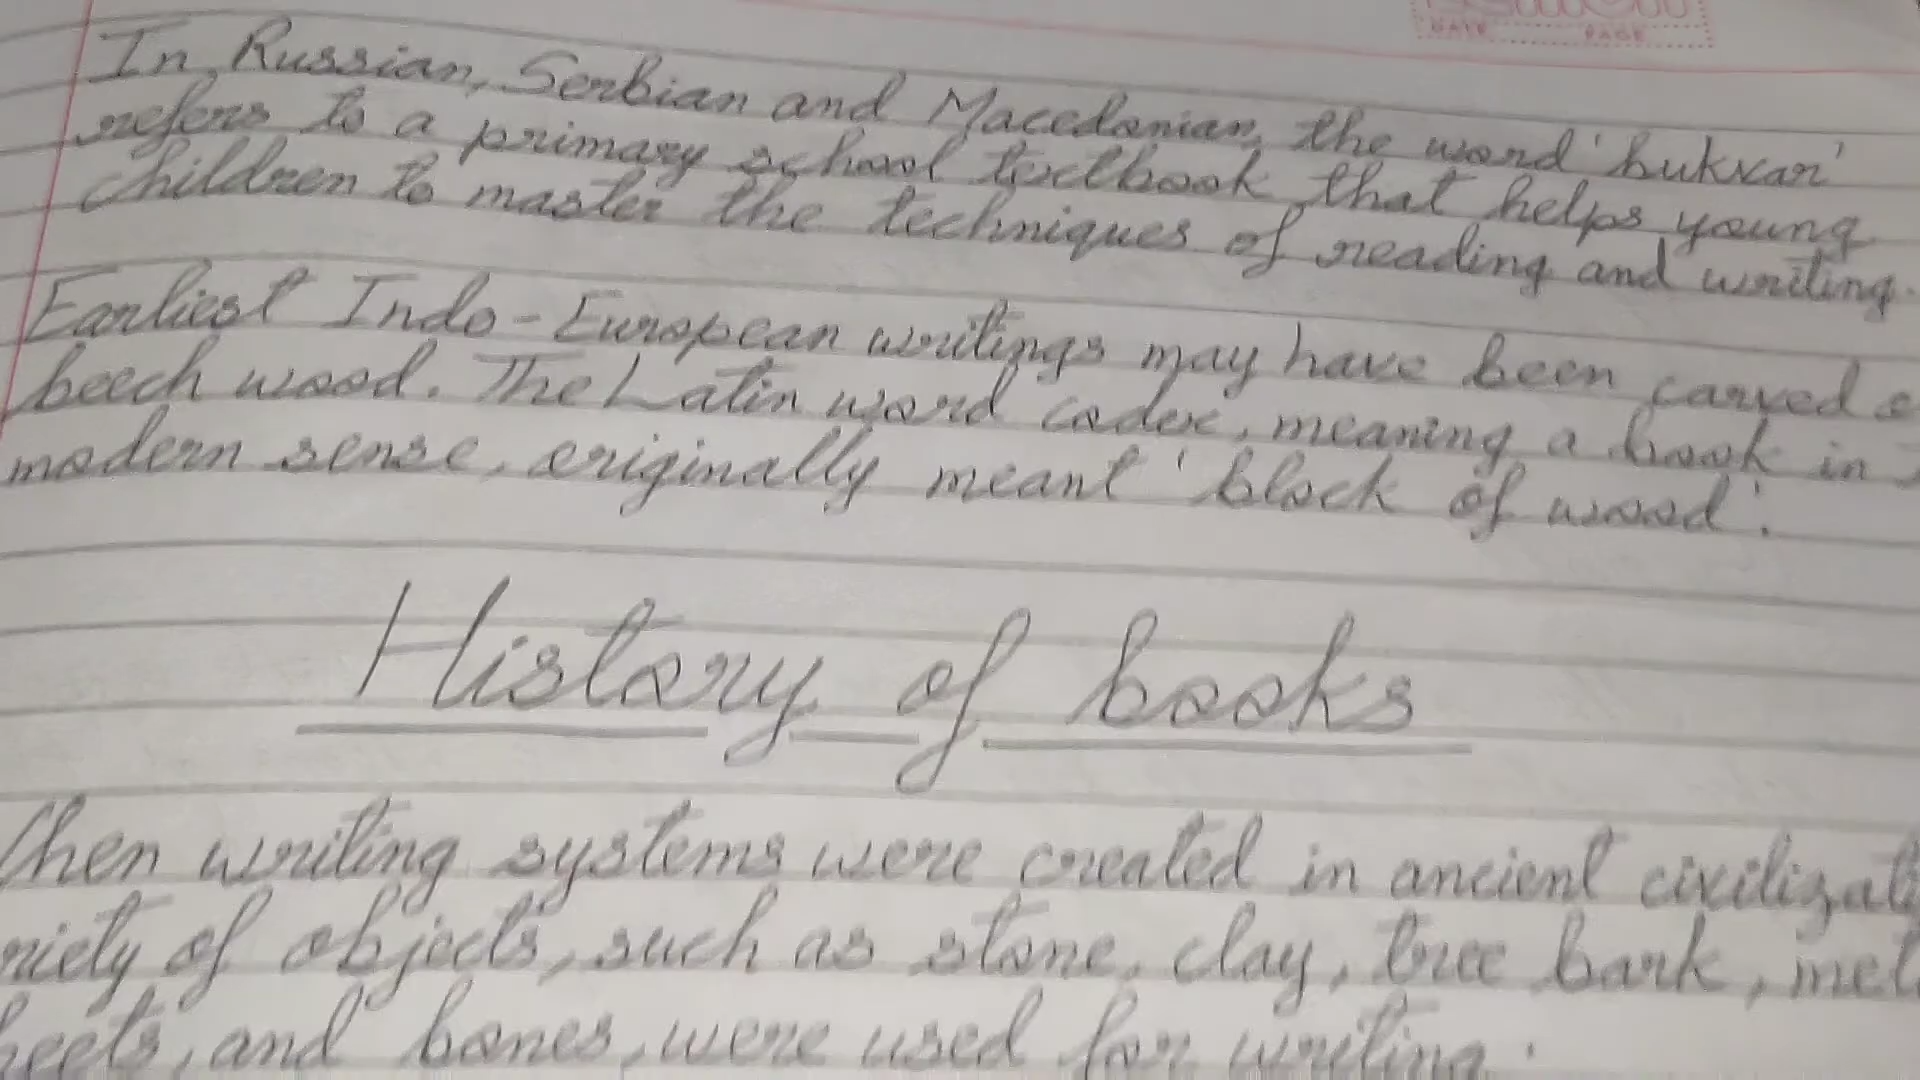 DATE PAGE
In Russian, Serbian and Macedonian, the word 'bukvar'
refers to a primary school textbook that helps young
children to master the techniques of reading and writing.
Earliest Indo-European writings may have been carved
beech wood. The Latin word codex, meaning a book in
modern sense, originally meant 'block of wood'.
History of books
writing systems were created in ancient
of objects, such as stone, clay, tree bark,
and bones, were used for writing.